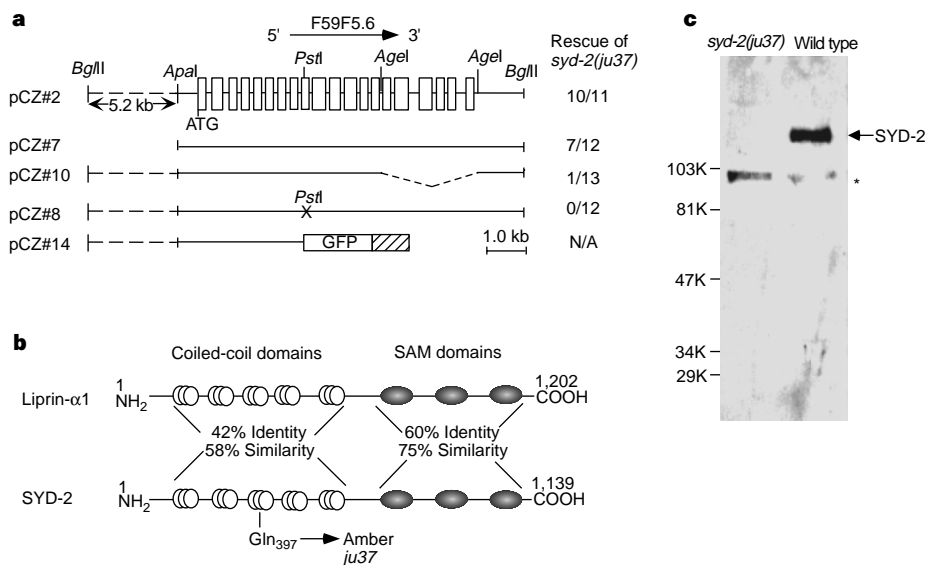 a
5' F59F5.6 3'
Rescue of
syd-2(ju37)
BglII ApaI PstI AgeI AgeI BglII
pCZ#2 10/11
5.2 kb
ATG
pCZ#7 7/12
pCZ#10 1/13
PstI
pCZ#8 X 0/12
pCZ#14 GFP 1.0 kb N/A
b
Coiled-coil domains SAM domains
Liprin-α1 1 NH2 1,202 COOH
42% Identity 60% Identity
58% Similarity 75% Similarity
SYD-2 1 NH2 1,139 COOH
Gln397 Amber
ju37
c
syd-2(ju37) Wild type
SYD-2
103K
*
81K
47K
34K
29K